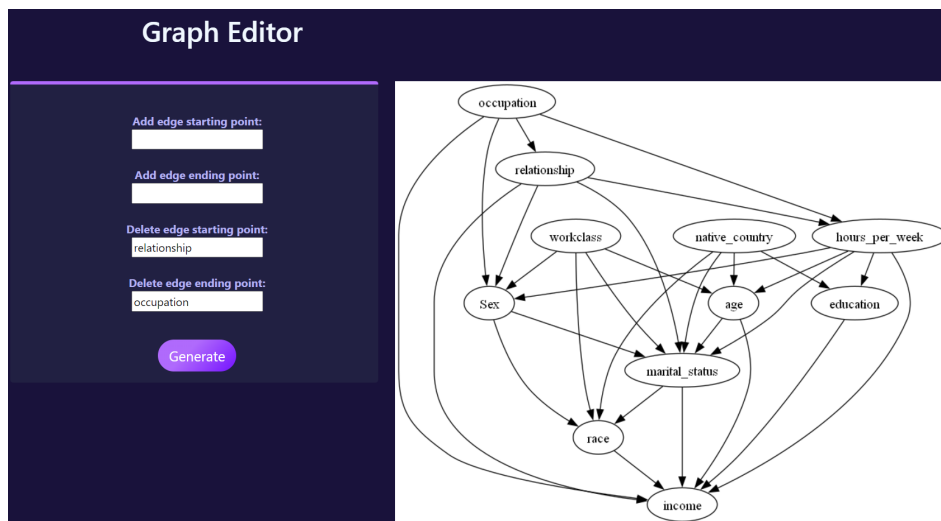 Graph Editor
Add edge starting point:
Add edge ending point:
Delete edge starting point:
relationship
Delete edge ending point:
occupation
Generate
occupation
relationship
workclass
native_country
hours_per_week
Sex
age
education
marital_status
race
income